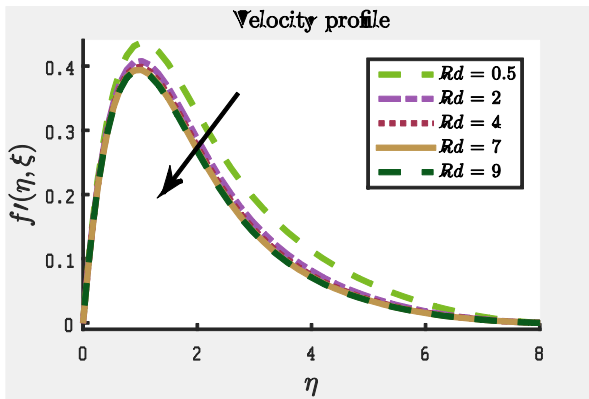 Velocity profile
f′(η,ξ)
0.4
0.3
0.2
0.1
0
0 2 4 6 8
η
Rd = 0.5
Rd = 2
Rd = 4
Rd = 7
Rd = 9